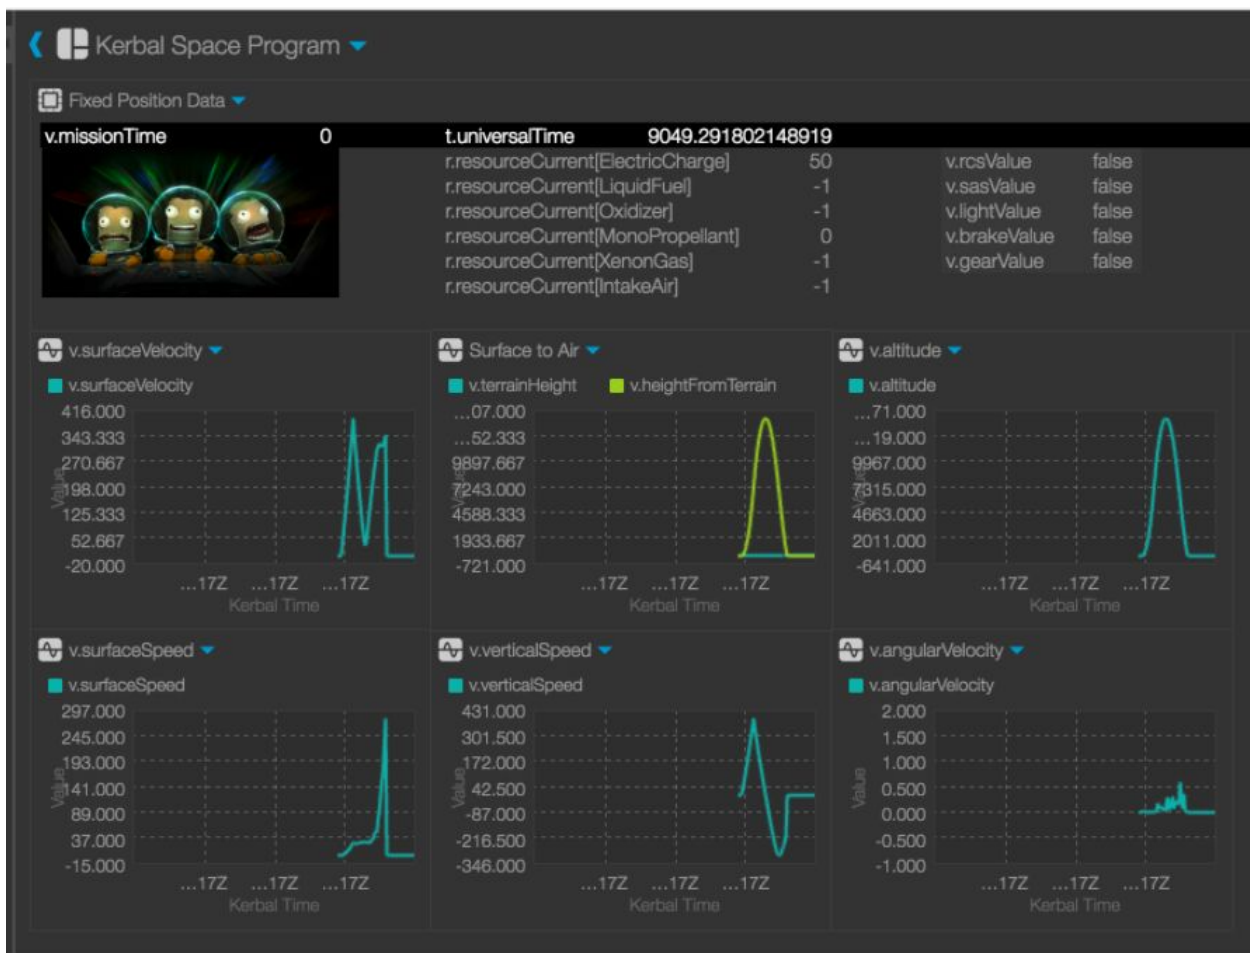 Kerbal Space Program
Fixed Position Data
v.missionTime 0 t.universalTime 9049.291802148919
r.resourceCurrent[ElectricCharge] 50 v.rcsValue false
r.resourceCurrent[LiquidFuel] -1 v.sasValue false
r.resourceCurrent[Oxidizer] -1 v.lightValue false
r.resourceCurrent[MonoPropellant] 0 v.brakeValue false
r.resourceCurrent[XenonGas] -1 v.gearValue false
r.resourceCurrent[IntakeAir] -1
v.surfaceVelocity
v.surfaceVelocity
416.000
343.333
270.667
198.000
125.333
52.667
-20.000
Value
...17Z ...17Z ...17Z
Kerbal Time
Surface to Air
v.terrainHeight v.heightFromTerrain
...07.000
...52.333
9897.667
7243.000
4588.333
1933.667
-721.000
Value
...17Z ...17Z ...17Z
Kerbal Time
v.altitude
v.altitude
...71.000
...19.000
9967.000
7315.000
4663.000
2011.000
-641.000
Value
...17Z ...17Z ...17Z
Kerbal Time
v.surfaceSpeed
v.surfaceSpeed
297.000
245.000
193.000
141.000
89.000
37.000
-15.000
Value
...17Z ...17Z ...17Z
Kerbal Time
v.verticalSpeed
v.verticalSpeed
431.000
301.500
172.000
42.500
-87.000
-216.500
-346.000
Value
...17Z ...17Z ...17Z
Kerbal Time
v.angularVelocity
v.angularVelocity
2.000
1.500
1.000
0.500
0.000
-0.500
-1.000
Value
...17Z ...17Z ...17Z
Kerbal Time